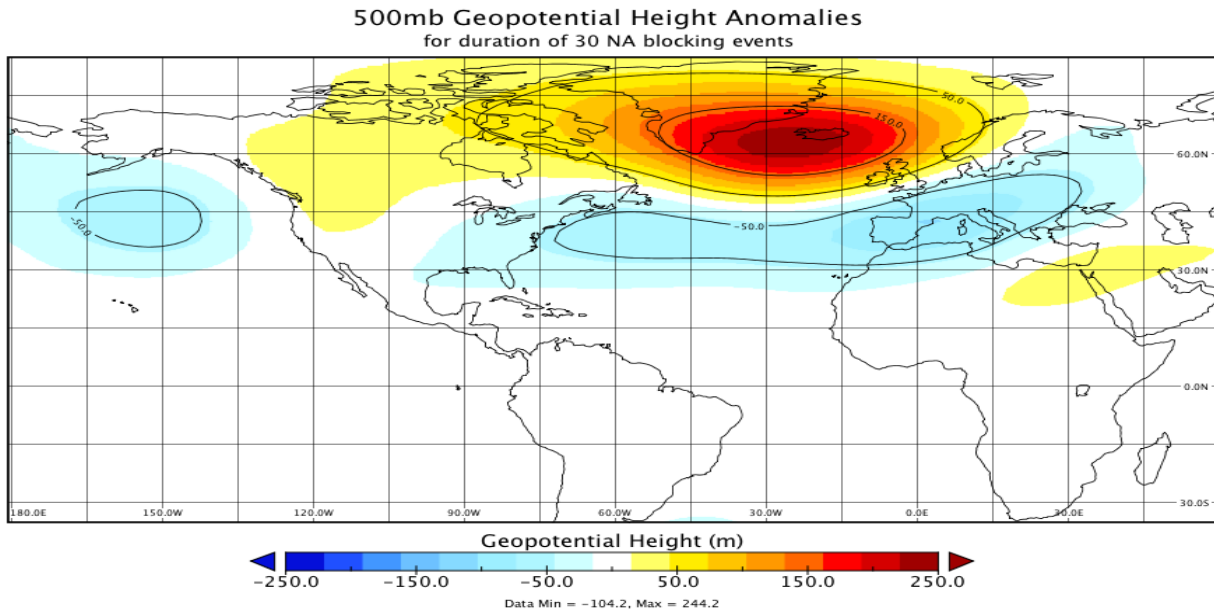 500mb Geopotential Height Anomalies
for duration of 30 NA blocking events
50.0
150.0
60.0N
-50.0
-50.0
30.0N
0.0N
30.0S
180.0E 150.0W 120.0W 90.0W 60.0W 30.0W 0.0E 30.0E
Geopotential Height (m)
-250.0 -150.0 -50.0 50.0 150.0 250.0
Data Min = -104.2, Max = 244.2